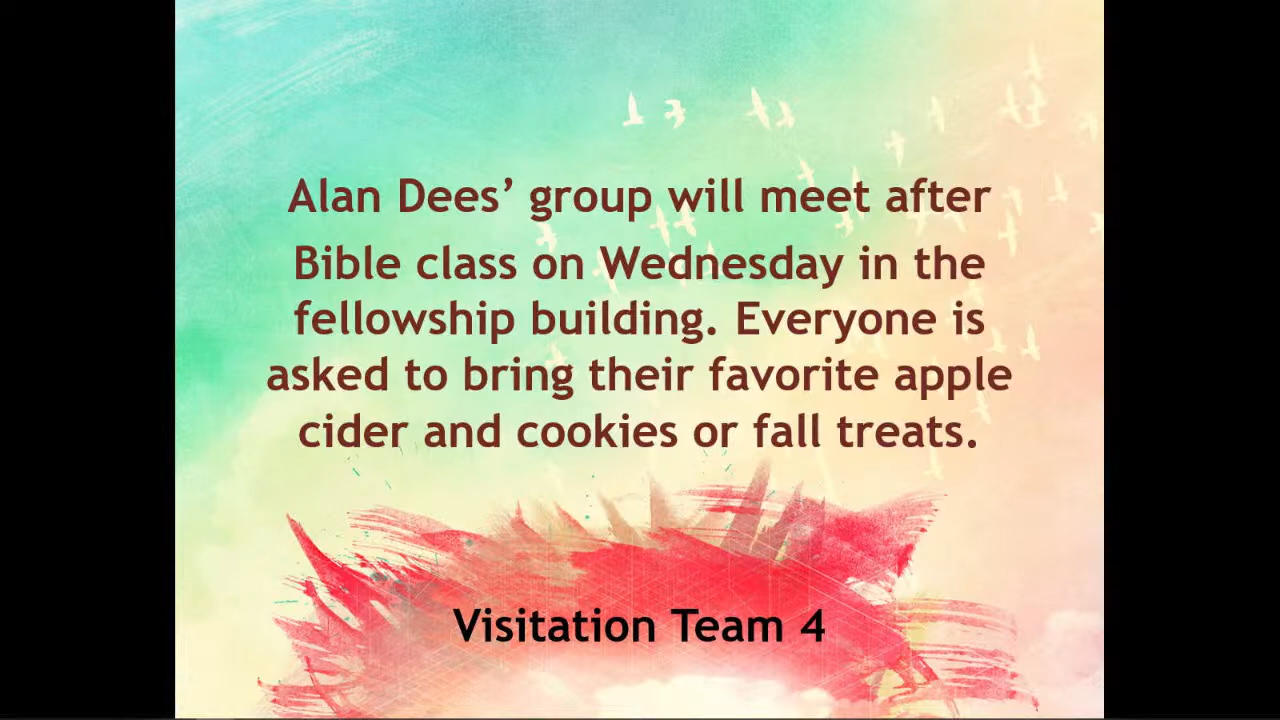 Alan Dees’ group will meet after
Bible class on Wednesday in the
fellowship building. Everyone is
asked to bring their favorite apple
cider and cookies or fall treats.
Visitation Team 4